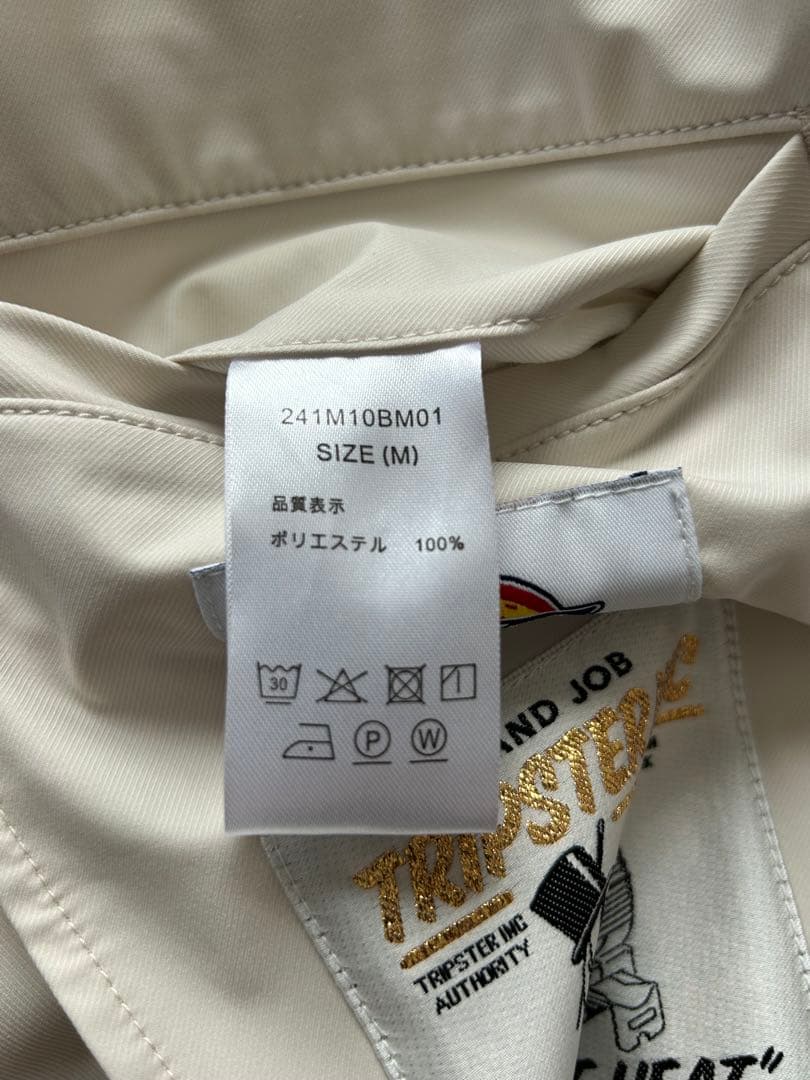 241M10BM01
SIZE (M)
品質表示
ポリエステル 100%
30
P
W
AND JOB
TRIPSTER
TRIPSTER INC
AUTHORITY
HEAT"